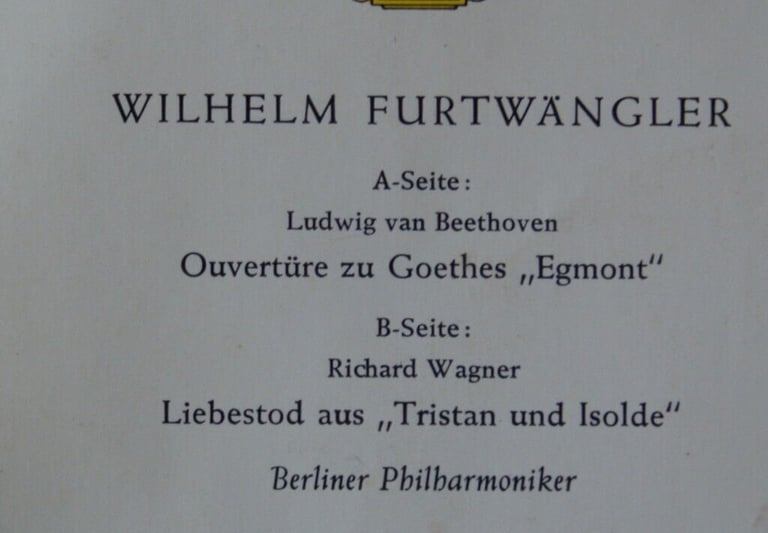 WILHELM FURTWÄNGLER
A-Seite:
Ludwig van Beethoven
Ouvertüre zu Goethes „Egmont“
B-Seite:
Richard Wagner
Liebestod aus „Tristan und Isolde“
Berliner Philharmoniker